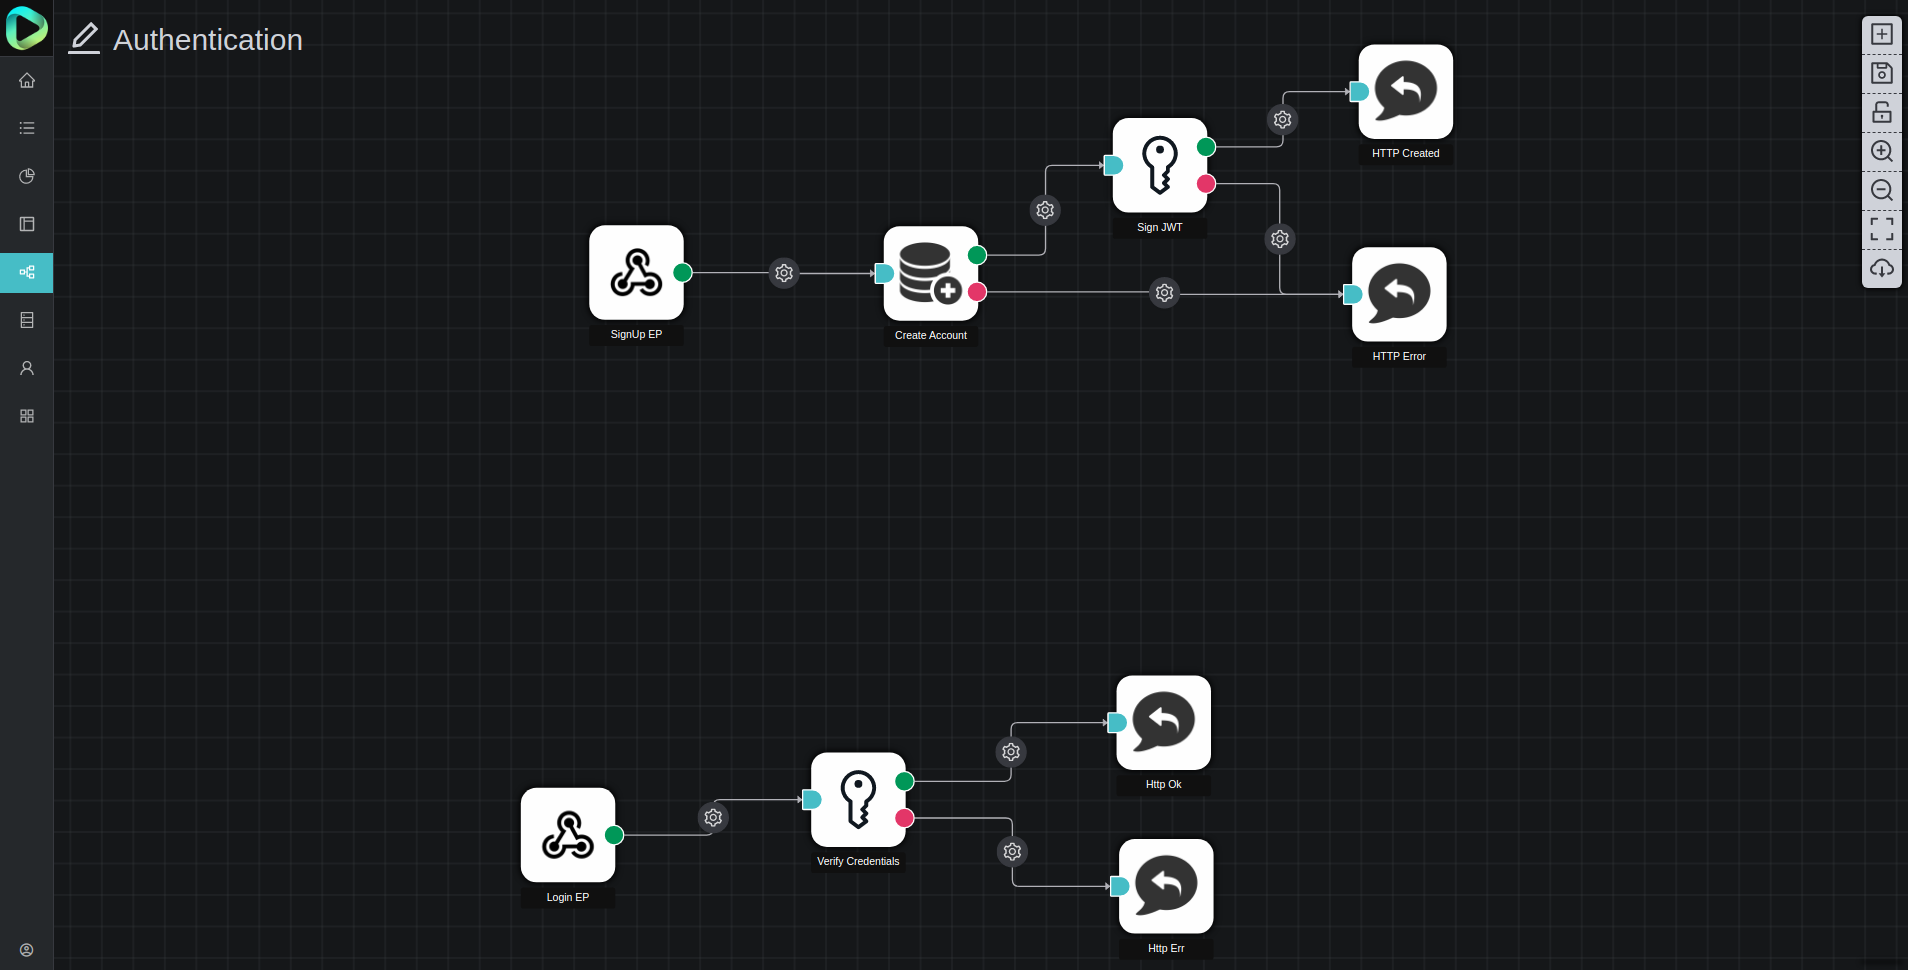 Authentication
HTTP Created
Sign JWT
SignUp EP
Create Account
HTTP Error
Http Ok
Verify Credentials
Login EP
Http Err